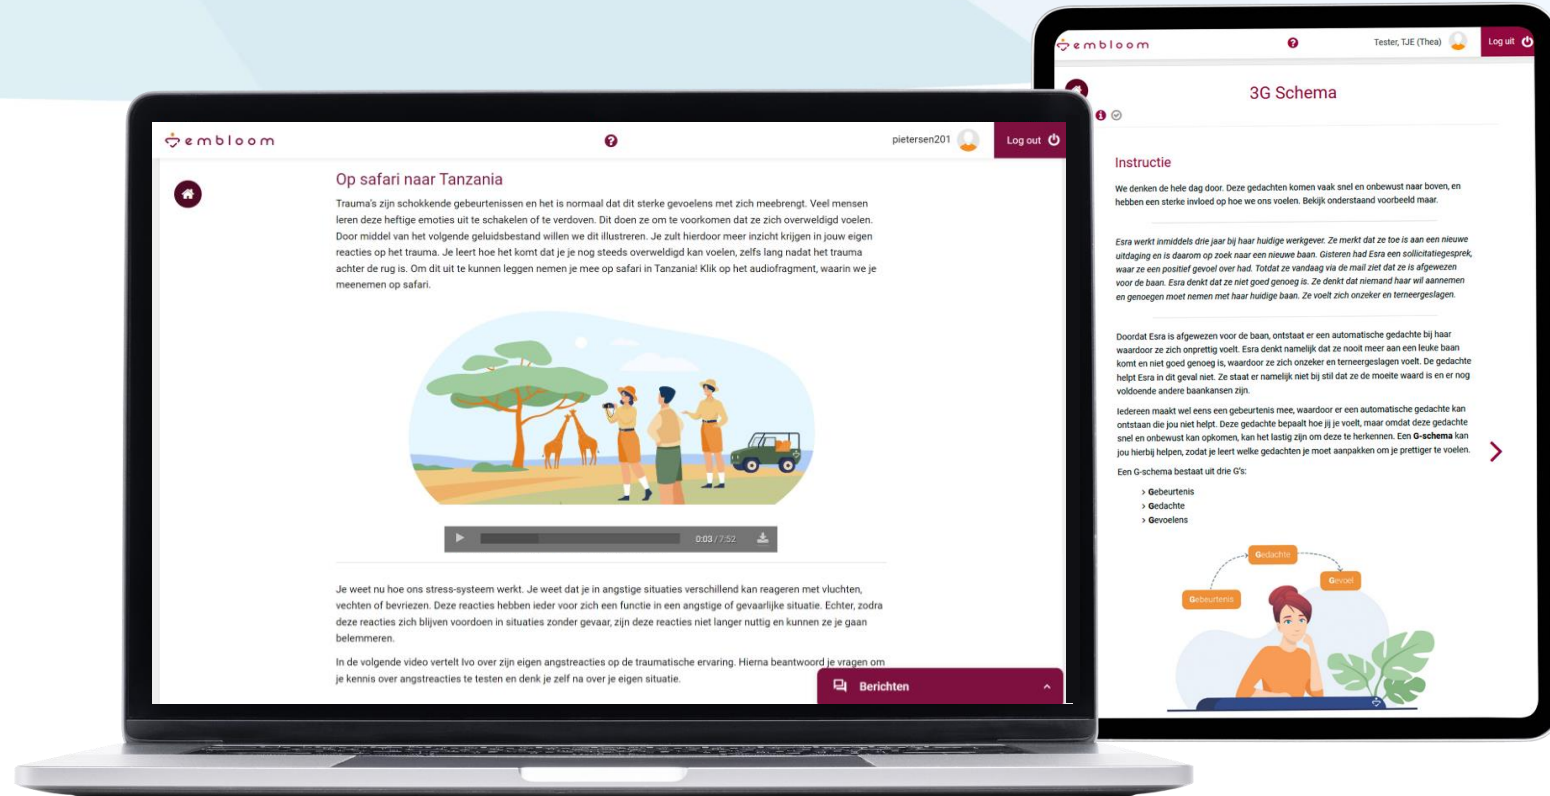 embloom
pietersen201
Log out
Op safari naar Tanzania
Trauma's zijn schokkende gebeurtenissen en het is normaal dat dit sterke gevoelens met zich meebrengt. Veel mensen
leren deze heftige emoties uit te schakelen of te verdoven. Dit doen ze om te voorkomen dat ze zich overweldigd voelen.
Door middel van het volgende geluidsbestand willen we dit illustreren. Je zult hierdoor meer inzicht krijgen in jouw eigen
reacties op het trauma. Je leert hoe het komt dat je je nog steeds overweldigd kan voelen, zelfs lang nadat het trauma
achter de rug is. Om dit uit te kunnen leggen nemen je mee op safari in Tanzania! Klik op het audiofragment, waarin we je
meenemen op safari.
0:03 / 7:52
Je weet nu hoe ons stress-systeem werkt. Je weet dat je in angstige situaties verschillend kan reageren met vluchten,
vechten of bevriezen. Deze reacties hebben ieder voor zich een functie in een angstige of gevaarlijke situatie. Echter, zodra
deze reacties zich blijven voordoen in situaties zonder gevaar, zijn deze reacties niet langer nuttig en kunnen ze je gaan
belemmeren.
In de volgende video vertelt Ivo over zijn eigen angstreacties op de traumatische ervaring. Hierna beantwoord je vragen om
je kennis over angstreacties te testen en denk je zelf na over je eigen situatie.
Berichten
embloom
Tester, TJE (Thea)
Log uit
3G Schema
Instructie
We denken de hele dag door. Deze gedachten komen vaak snel en onbewust naar boven, en
hebben een sterke invloed op hoe we ons voelen. Bekijk onderstaand voorbeeld maar.
Esra werkt inmiddels drie jaar bij haar huidige werkgever. Ze merkt dat ze toe is aan een nieuwe
uitdaging en is daarom op zoek naar een nieuwe baan. Gisteren had Esra een sollicitatiegesprek,
waar ze een positief gevoel over had. Totdat ze vandaag via de mail ziet dat ze is afgewezen
voor de baan. Esra denkt dat ze niet goed genoeg is. Ze denkt dat niemand haar wil aannemen
en genoegen moet nemen met haar huidige baan. Ze voelt zich onzeker en terneergeslagen.
Doordat Esra is afgewezen voor de baan, ontstaat er een automatische gedachte bij haar
waardoor ze zich onprettig voelt. Esra denkt namelijk dat ze nooit meer aan een leuke baan
komt en niet goed genoeg is, waardoor ze zich onzeker en terneergeslagen voelt. De gedachte
helpt Esra in dit geval niet. Ze staat er namelijk niet bij stil dat ze de moeite waard is en er nog
voldoende andere baankansen zijn.
Iedereen maakt wel eens een gebeurtenis mee, waardoor er een automatische gedachte kan
ontstaan die jou niet helpt. Deze gedachte bepaalt hoe jij je voelt, maar omdat deze gedachte
snel en onbewust kan opkomen, kan het lastig zijn om deze te herkennen. Een G-schema kan
jou hierbij helpen, zodat je leert welke gedachten je moet aanpakken om je prettiger te voelen.
Een G-schema bestaat uit drie G's:
> Gebeurtenis
> Gedachte
> Gevoelens
Gedachte
Gevoel
Gebeurtenis